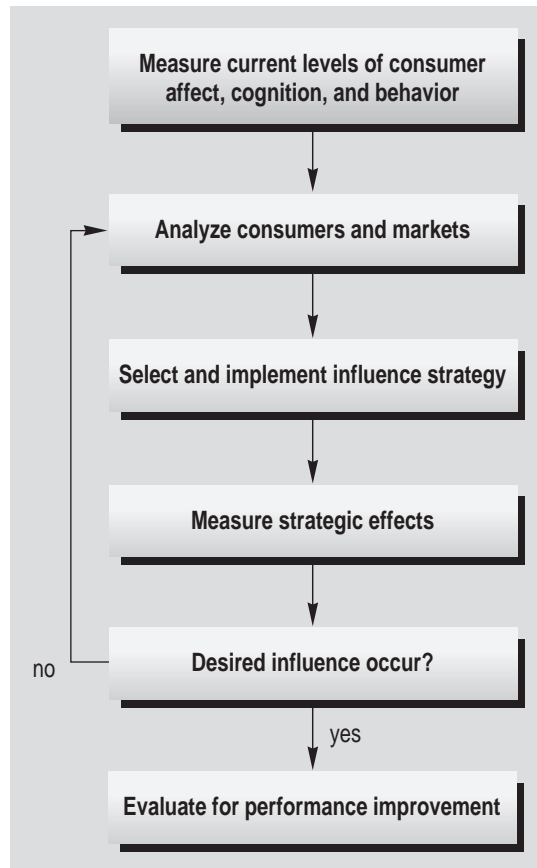 Measure current levels of consumer
affect, cognition, and behavior
Analyze consumers and markets
Select and implement influence strategy
Measure strategic effects
Desired influence occur?
no
yes
Evaluate for performance improvement